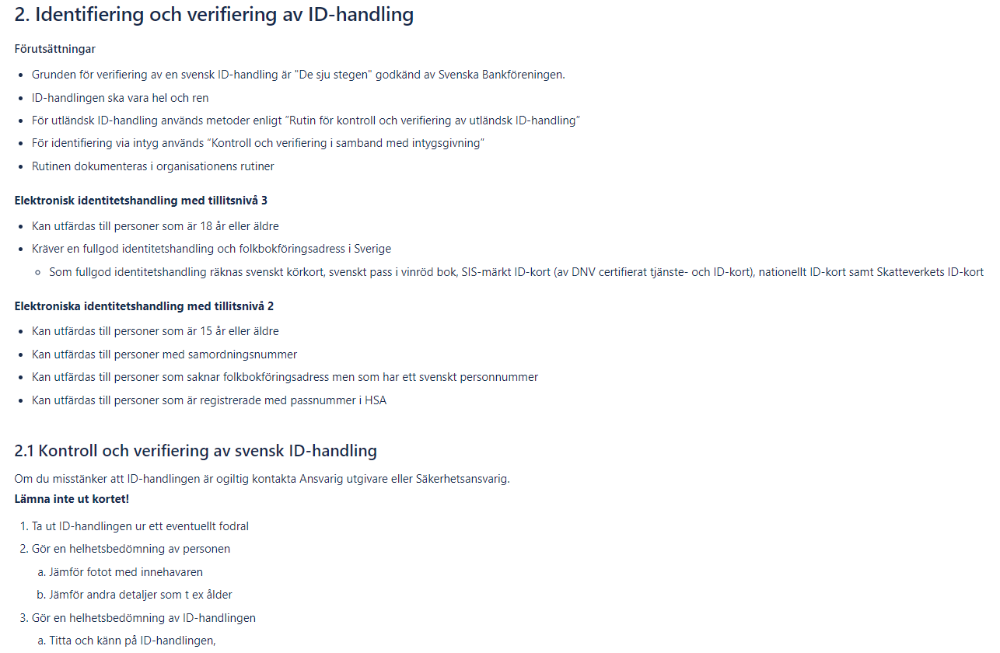 2. Identifiering och verifiering av ID-handling
Förutsättningar
• Grunden för verifiering av en svensk ID-handling är "De sju stegen" godkänd av Svenska Bankföreningen.
• ID-handlingen ska vara hel och ren
• För utländsk ID-handling används metoder enligt ”Rutin för kontroll och verifiering av utländsk ID-handling”
• För identifiering via intyg används ”Kontroll och verifiering i samband med intygsgivning”
• Rutinen dokumenteras i organisationens rutiner
Elektronisk identitetshandling med tillitsnivå 3
• Kan utfärdas till personer som är 18 år eller äldre
• Kräver en fullgod identitetshandling och folkbokföringsadress i Sverige
◦ Som fullgod identitetshandling räknas svenskt körkort, svenskt pass i vinröd bok, SIS-märkt ID-kort (av DNV certifierat tjänste- och ID-kort), nationellt ID-kort samt Skatteverkets ID-kort
Elektroniska identitetshandling med tillitsnivå 2
• Kan utfärdas till personer som är 15 år eller äldre
• Kan utfärdas till personer med samordningsnummer
• Kan utfärdas till personer som saknar folkbokföringsadress men som har ett svenskt personnummer
• Kan utfärdas till personer som är registrerade med passnummer i HSA
2.1 Kontroll och verifiering av svensk ID-handling
Om du misstänker att ID-handlingen är ogiltig kontakta Ansvarig utgivare eller Säkerhetsansvarig.
Lämna inte ut kortet!
1. Ta ut ID-handlingen ur ett eventuellt fodral
2. Gör en helhetsbedömning av personen
a. Jämför fotot med innehavaren
b. Jämför andra detaljer som t ex ålder
3. Gör en helhetsbedömning av ID-handlingen
a. Titta och känn på ID-handlingen,